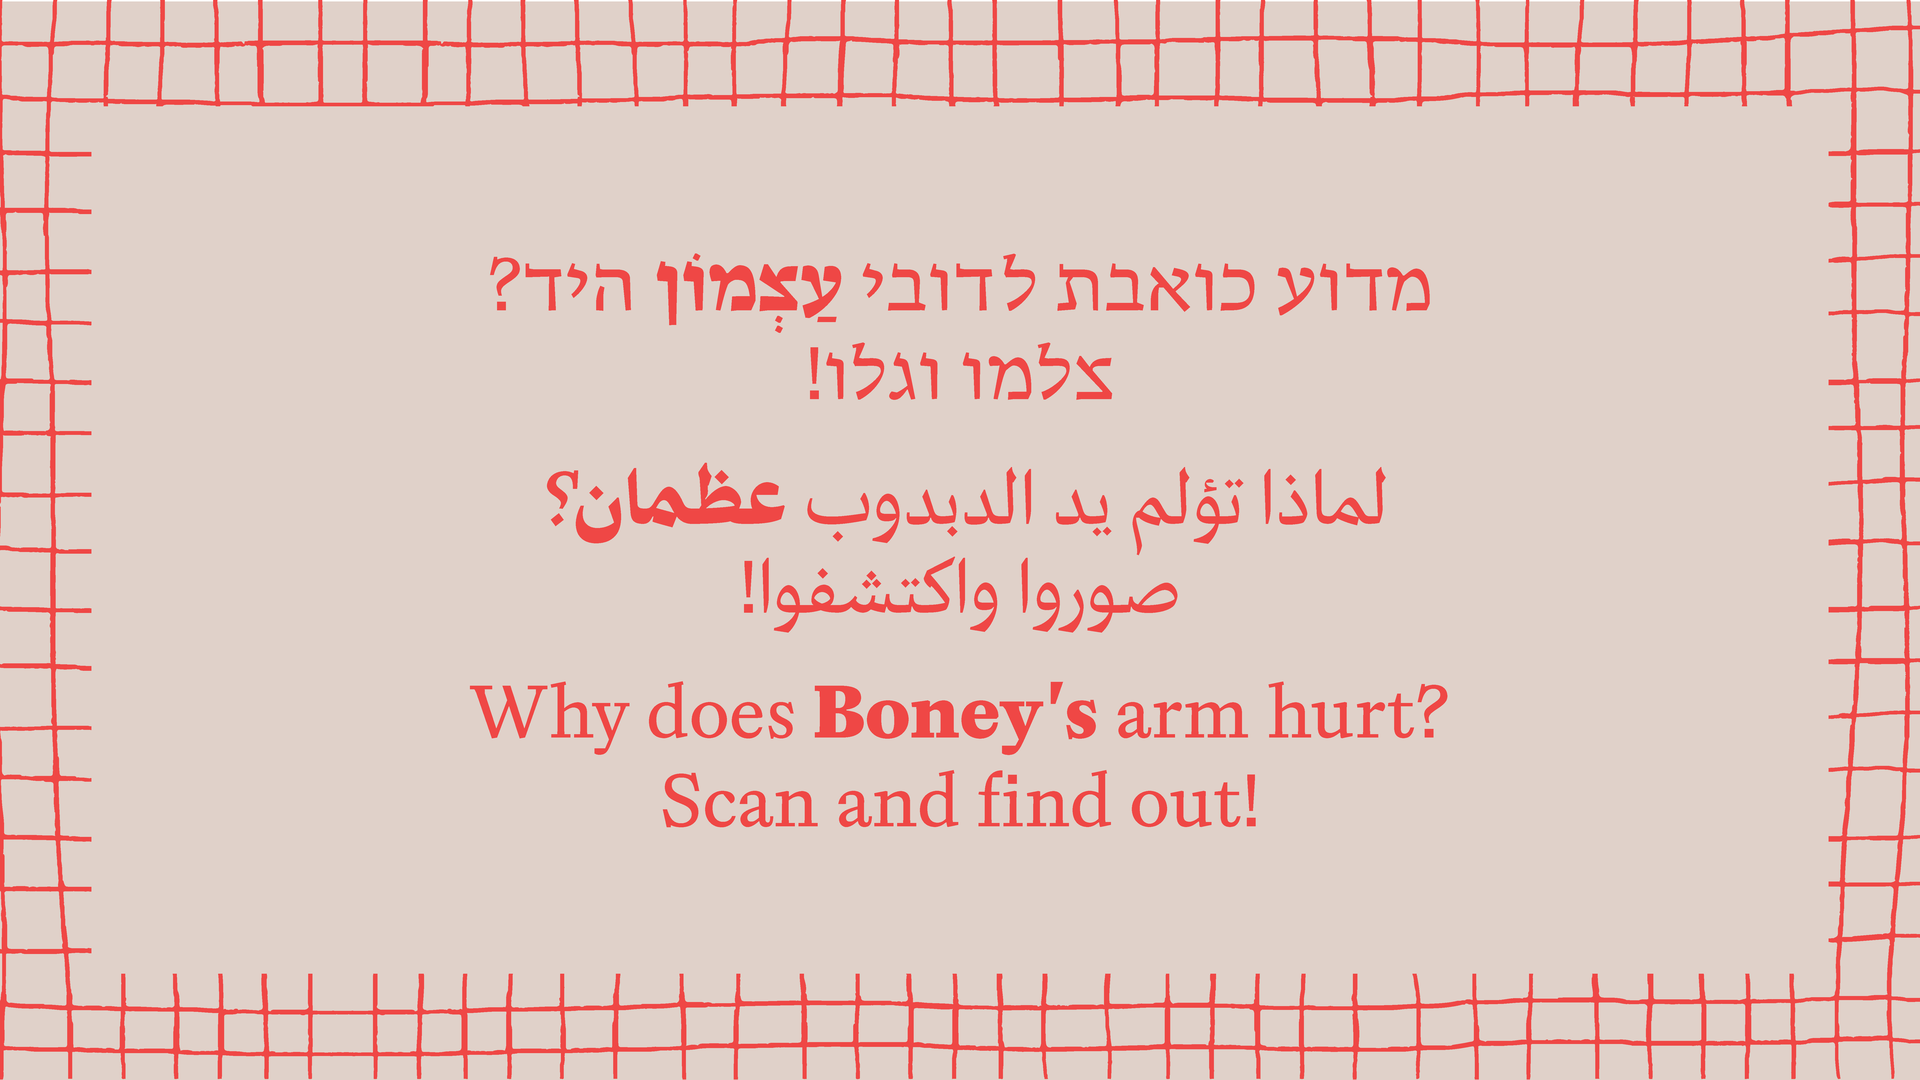 מדוע כואבת לדובי עַצְמוֹן היד?
צלמו וגלו!
لماذا تؤلم يد الدبدوب عظمان؟
صوروا واكتشفوا!
Why does Boney's arm hurt?
Scan and find out!